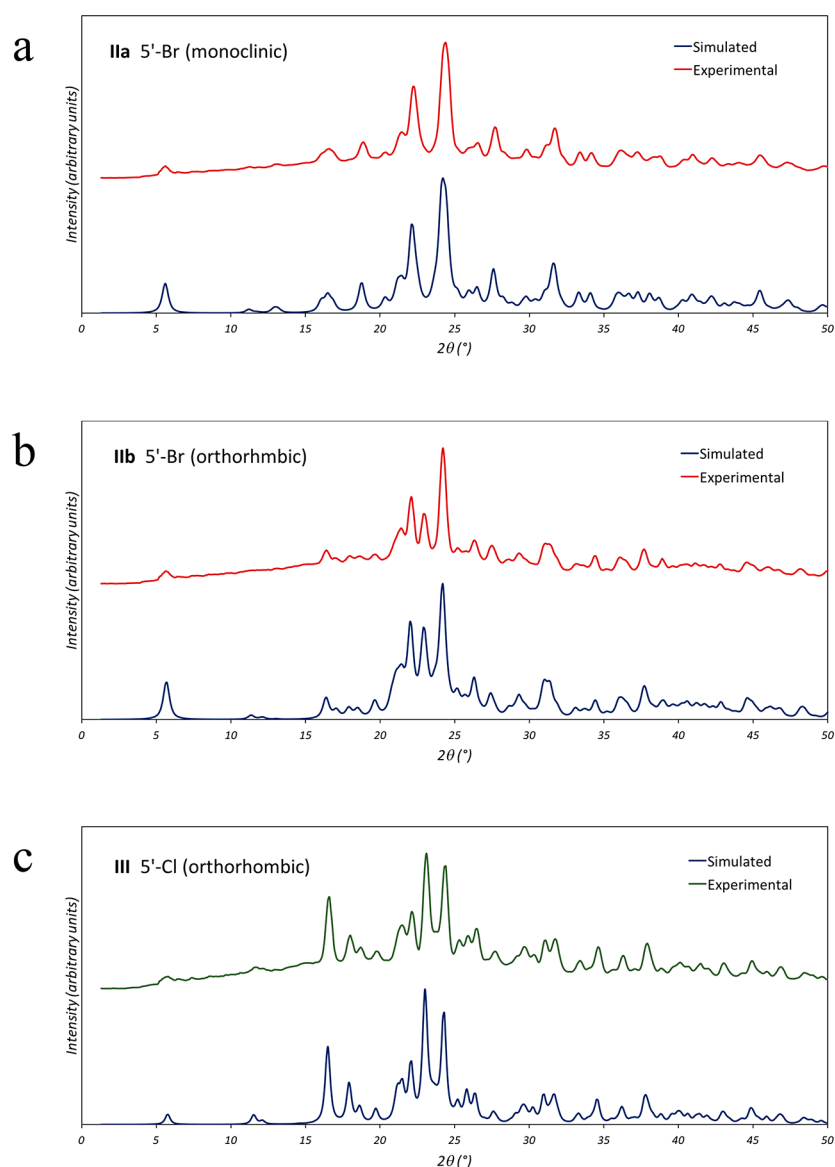 a
IIa 5'-Br (monoclinic)
Simulated
Experimental
Intensity (arbitrary units)
0 5 10 15 20 25 30 35 40 45 50
2θ (°)
b
IIb 5'-Br (orthorhmbic)
Simulated
Experimental
Intensity (arbitrary units)
0 5 10 15 20 25 30 35 40 45 50
2θ (°)
c
III 5'-Cl (orthorhombic)
Simulated
Experimental
Intensity (arbitrary units)
0 5 10 15 20 25 30 35 40 45 50
2θ (°)